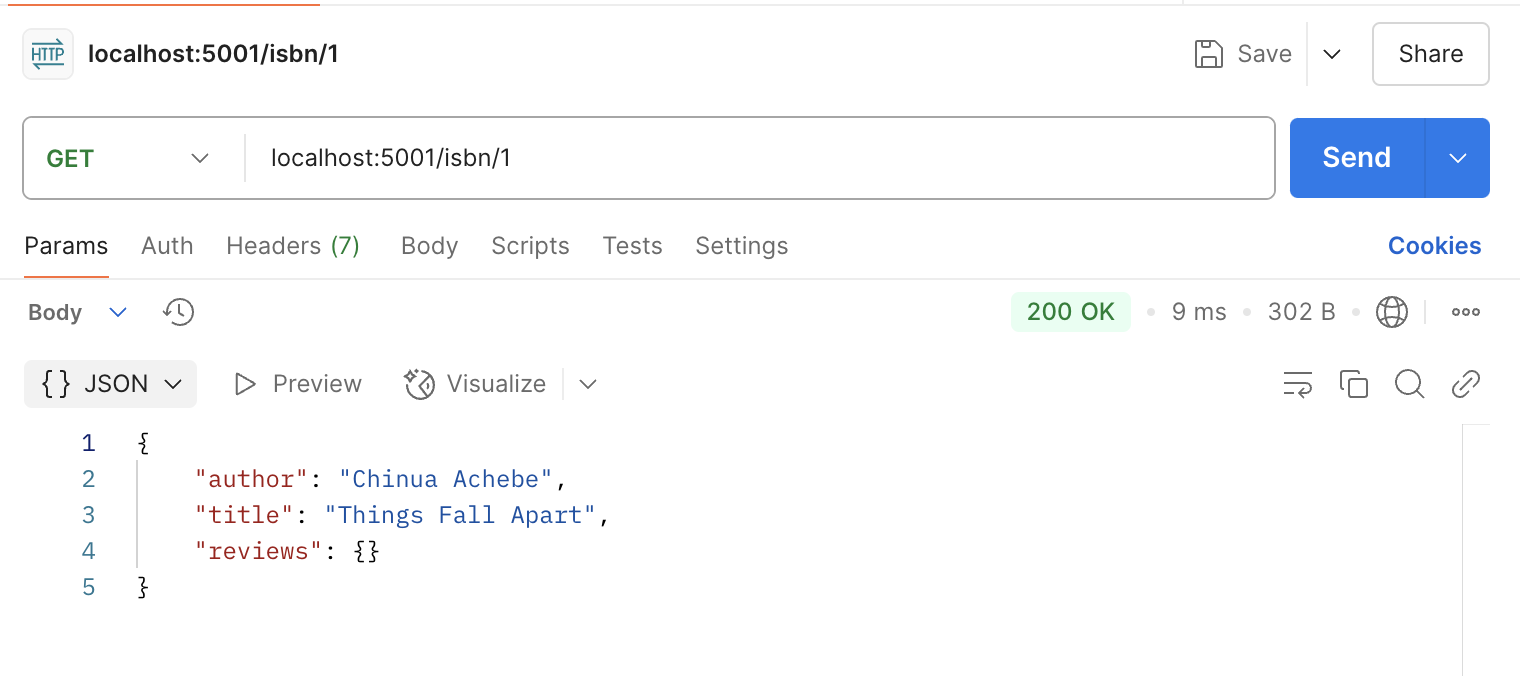 HTTP localhost:5001/isbn/1 Save Share
GET localhost:5001/isbn/1 Send
Params Auth Headers (7) Body Scripts Tests Settings Cookies
Body 200 OK 9 ms 302 B
{} JSON Preview Visualize
1 {
2 "author": "Chinua Achebe",
3 "title": "Things Fall Apart",
4 "reviews": {}
5 }